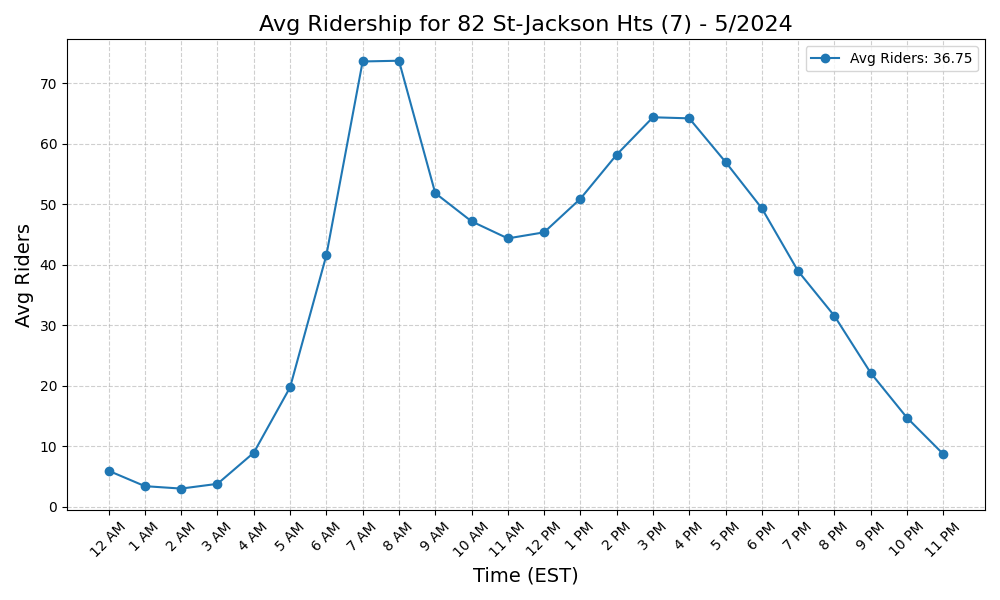 Avg Ridership for 82 St-Jackson Hts (7) - 5/2024
Avg Riders: 36.75
Avg Riders
70
60
50
40
30
20
10
0
12 AM
1 AM
2 AM
3 AM
4 AM
5 AM
6 AM
7 AM
8 AM
9 AM
10 AM
11 AM
12 PM
1 PM
2 PM
3 PM
4 PM
5 PM
6 PM
7 PM
8 PM
9 PM
10 PM
11 PM
Time (EST)